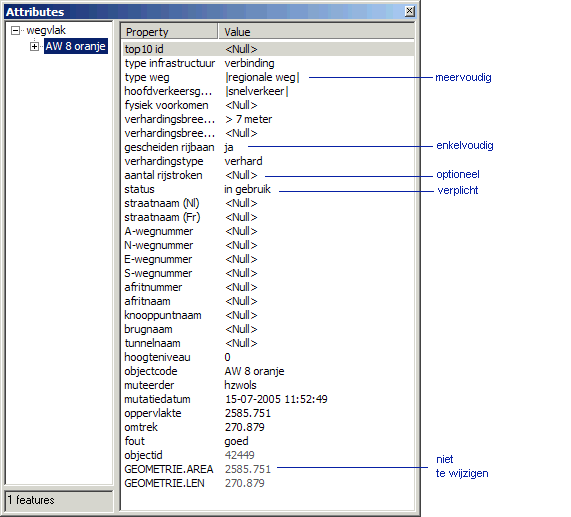 Attributes
wegvlak
AW 8 oranje
1 features
Property Value
top10 id <Null>
type infrastructuur verbinding
type weg |regionale weg|
hoofdverkeersg... |snelverkeer|
fysiek voorkomen <Null>
verhardingsbree... > 7 meter
verhardingsbree... <Null>
gescheiden rijbaan ja
verhardingstype verhard
aantal rijstroken <Null>
status in gebruik
straatnaam (Nl) <Null>
straatnaam (Fr) <Null>
A-wegnummer <Null>
N-wegnummer <Null>
E-wegnummer <Null>
S-wegnummer <Null>
afritnummer <Null>
afritnaam <Null>
knooppuntnaam <Null>
brugnaam <Null>
tunnelnaam <Null>
hoogteniveau 0
objectcode AW 8 oranje
muteerder hzwols
mutatiedatum 15-07-2005 11:52:49
oppervlakte 2585.751
omtrek 270.879
fout goed
objectid 42449
GEOMETRIE.AREA 2585.751
GEOMETRIE.LEN 270.879
meervoudig
enkelvoudig
optioneel
verplicht
niet
te wijzigen